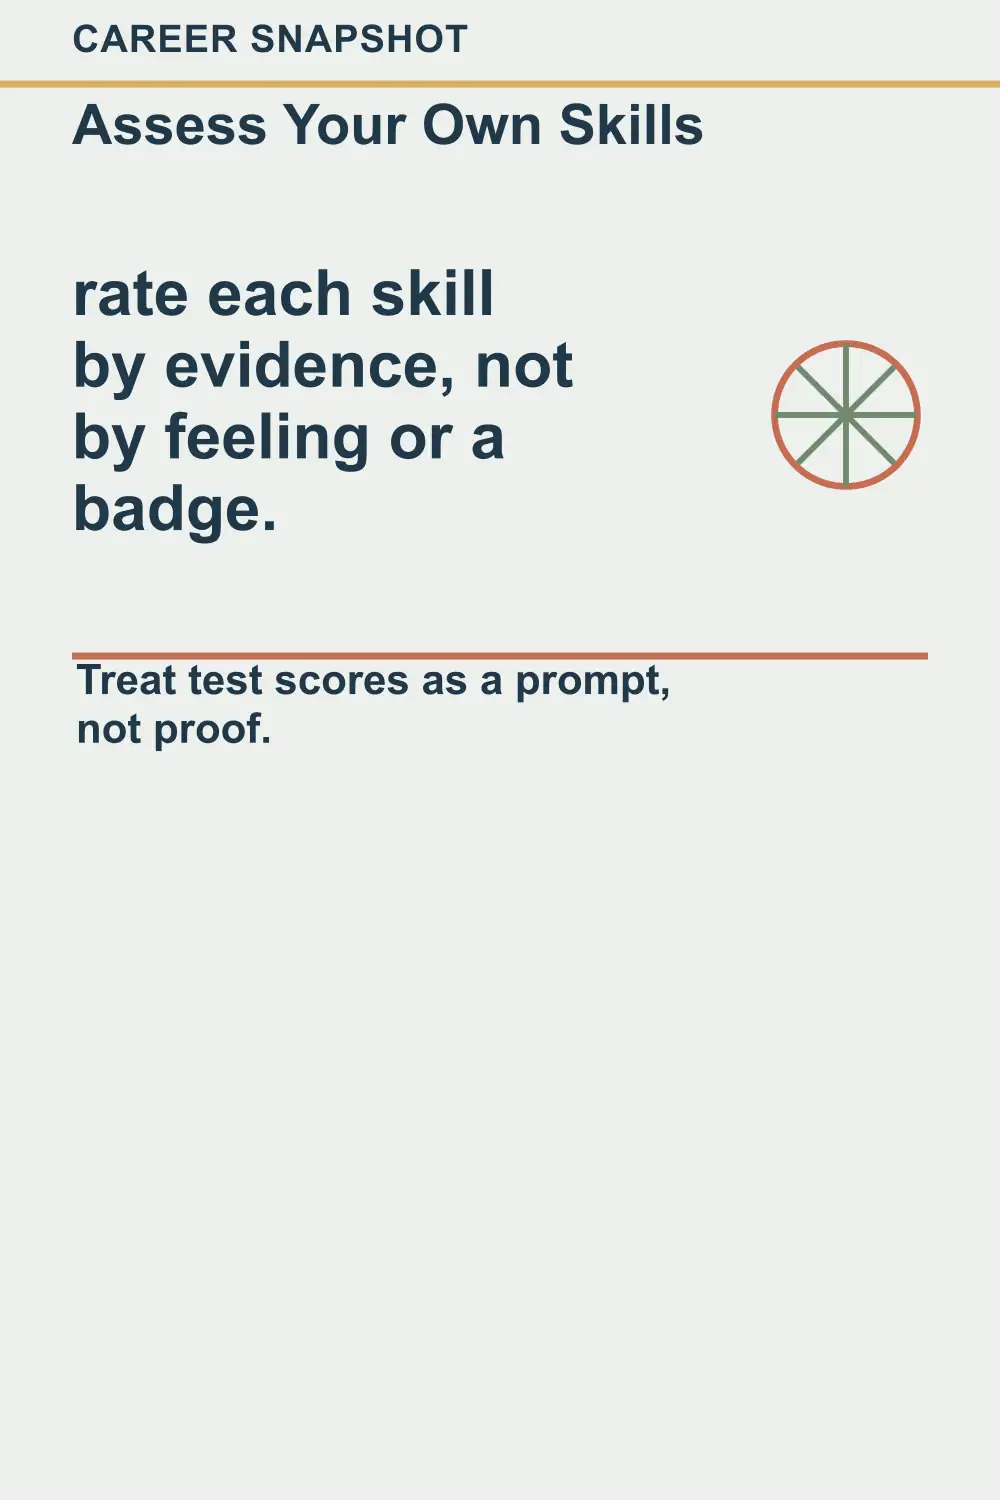 CAREER SNAPSHOT
Assess Your Own Skills
rate each skill
by evidence, not
by feeling or a
badge.
Treat test scores as a prompt,
not proof.